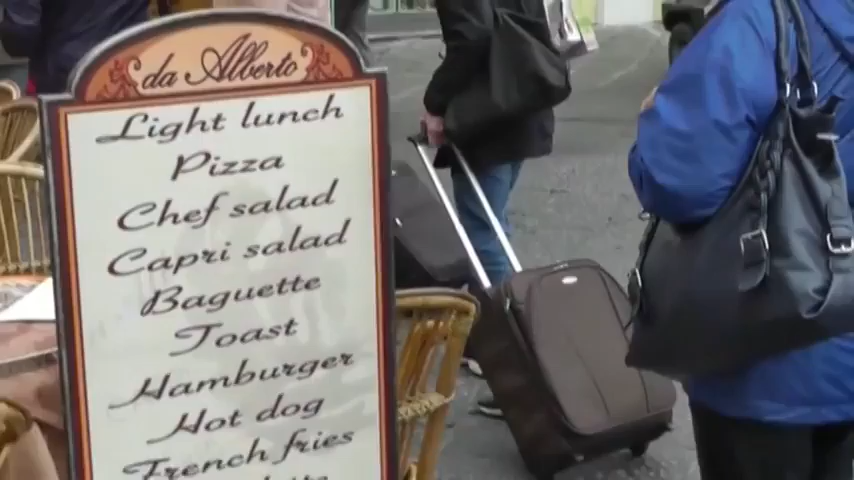 da Alberto
Light lunch
Pizza
Chef salad
Capri salad
Baguette
Toast
Hamburger
Hot dog
French fries